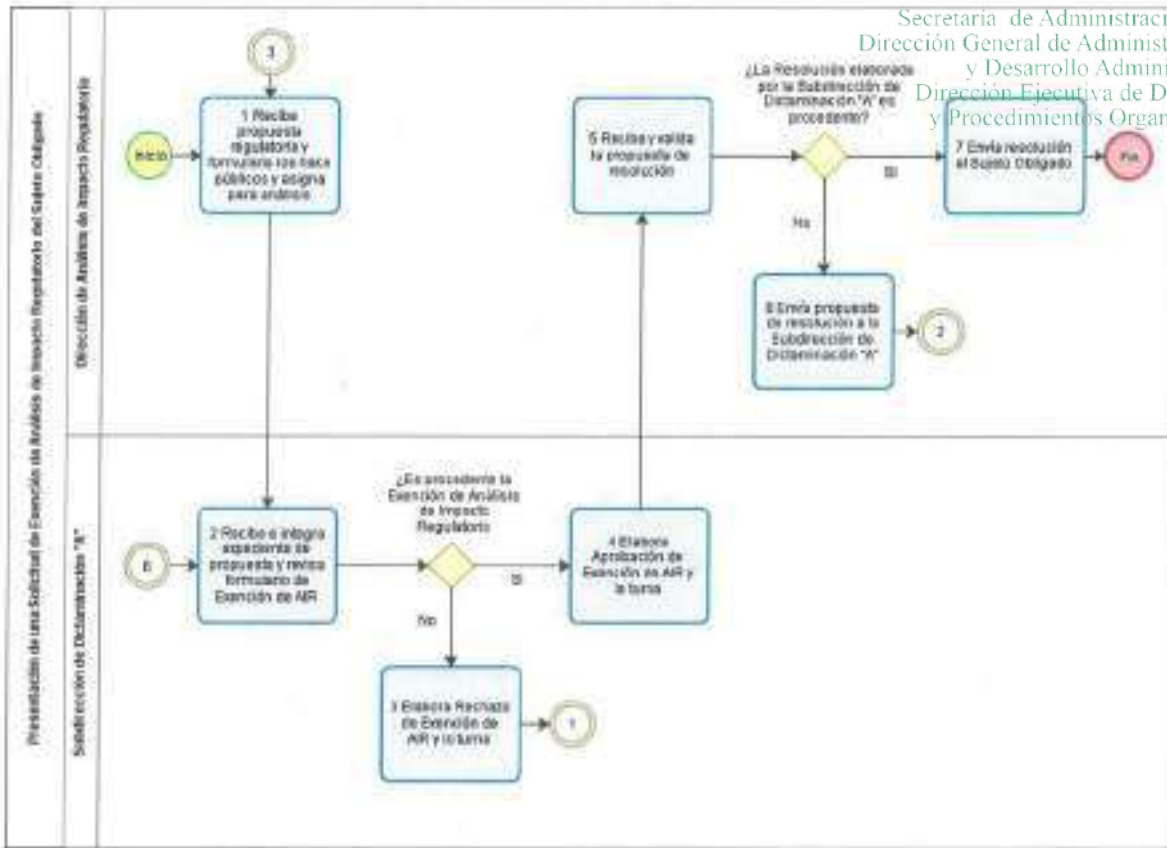 Secretaría de Administraci
Dirección General de Administ
y Desarrollo Admini
Dirección Ejecutiva de D
y Procedimientos Organ
Presentación de una Solicitud de Exención de Análisis de Impacto Regulatorio del Sujeto Obligado
Dirección de Análisis de Impacto Regulatorio
3
Inicio
1 Recibe
propuesta
regulatoria y
formulario los hace
públicos y asigna
para análisis
5 Recibe y valida
la propuesta de
resolución
¿La Resolución elaborada
por la Subdirección de
Dictaminación "A" es
procedente?
Si
No
7 Envía resolución
al Sujeto Obligado
Fin
6 Envía propuesta
de resolución a la
Subdirección de
Dictaminación "A"
2
Subdirección de Dictaminación "A"
6
2 Recibe e integra
expediente de
propuesta y revisa
formulario de
Exención de AIR
¿Es procedente la
Exención de Análisis
de Impacto
Regulatorio
Si
No
4 Elabora
Aprobación de
Exención de AIR y
la turna
3 Elabora Rechazo
de Exención de
AIR y lo turna
1